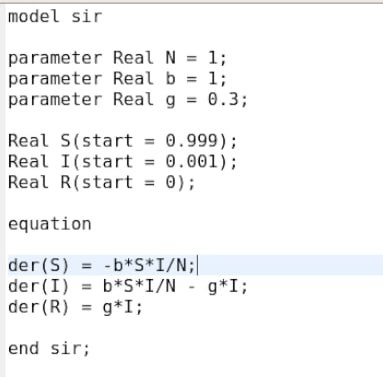 model sir
parameter Real N = 1;
parameter Real b = 1;
parameter Real g = 0.3;
Real S(start = 0.999);
Real I(start = 0.001);
Real R(start = 0);
equation
der(S) = -b*S*I/N;
der(I) = b*S*I/N - g*I;
der(R) = g*I;
end sir;